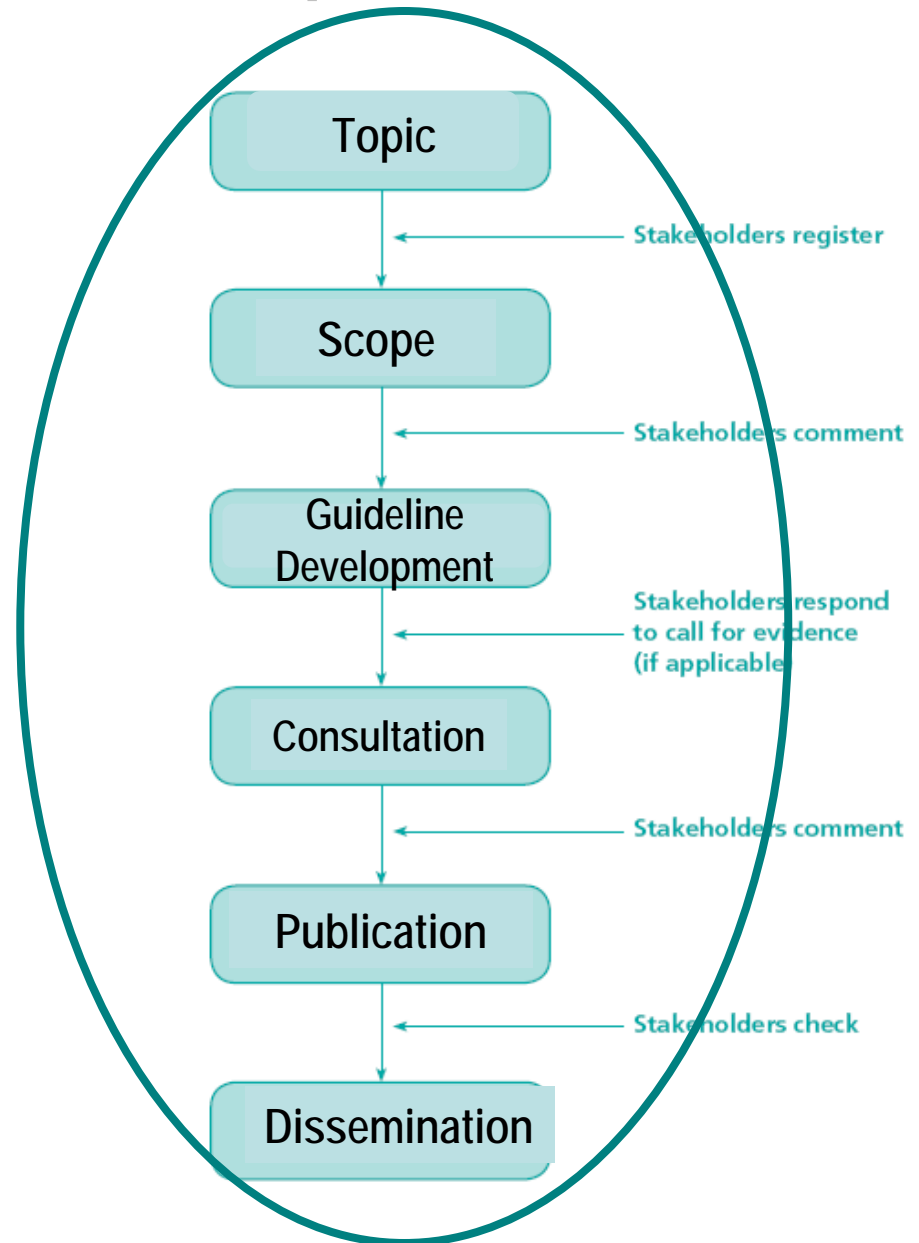 Topic
Stakeholders register
Scope
Stakeholders comment
Guideline
Development
Stakeholders respond
to call for evidence
(if applicable)
Consultation
Stakeholders comment
Publication
Stakeholders check
Dissemination